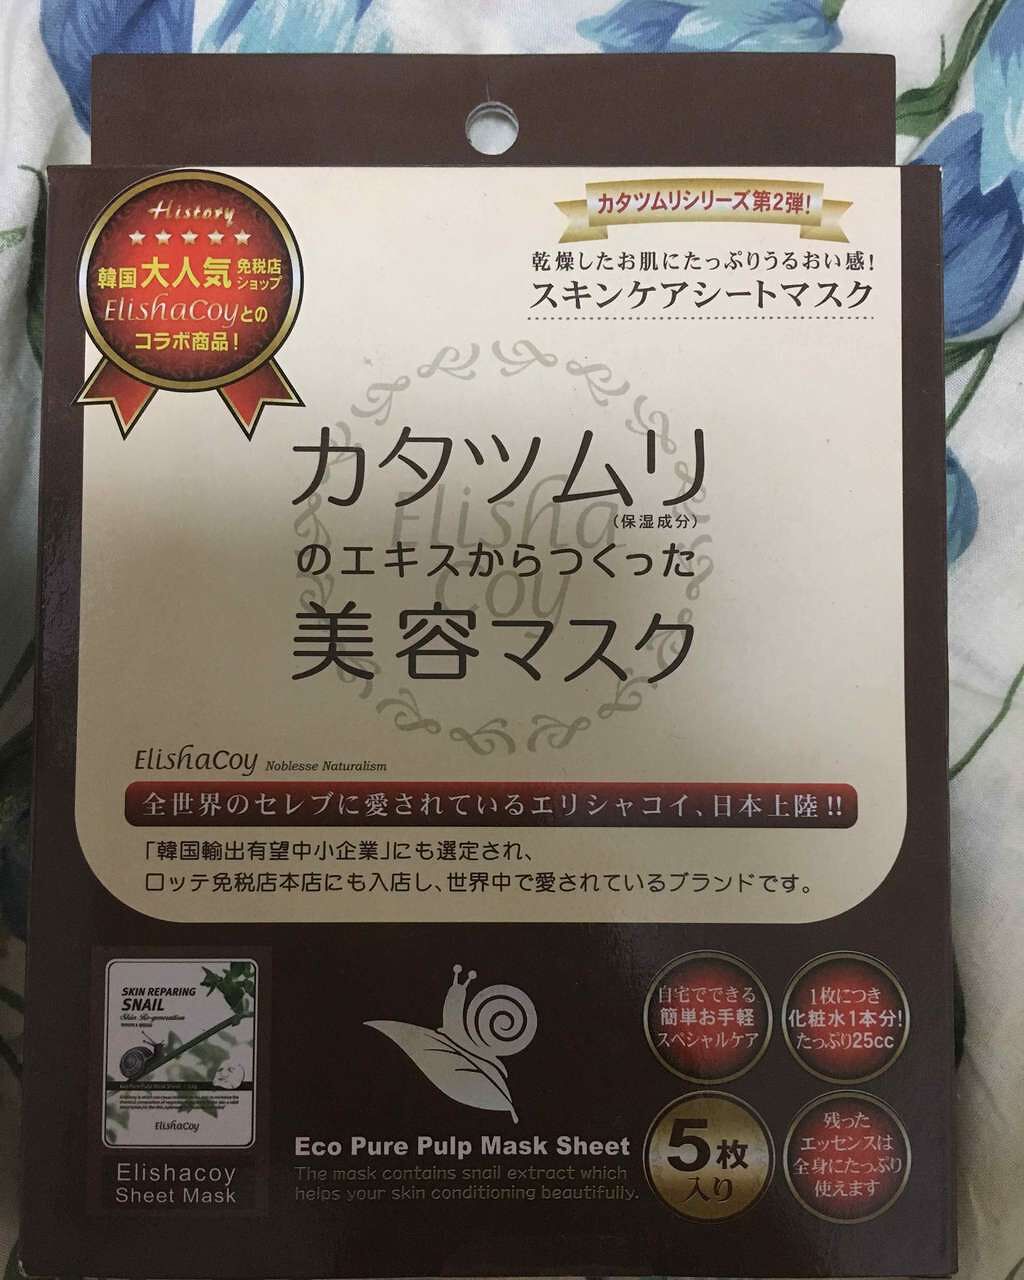 History
韓国大人気免税店ショップ
ElishaCoyとの
コラボ商品!
カタツムリシリーズ第2弾!
乾燥したお肌にたっぷりうるおい感!
スキンケアシートマスク
Elisha
Coy
カタツムリ
(保湿成分)
のエキスからつくった
美容マスク
ElishaCoy Noblesse Naturalism
全世界のセレブに愛されているエリシャコイ、日本上陸!!
「韓国輸出有望中小企業」にも選定され、
ロッテ免税店本店にも入店し、世界中で愛されているブランドです。
SKIN REPARING
SNAIL
Skin Re-generation
Eco Pure Pulp Mask Sheet
ElishaCoy
Elishacoy
Sheet Mask
Eco Pure Pulp Mask Sheet
The mask contains snail extract which
helps your skin conditioning beautifully.
自宅でできる
簡単お手軽
スペシャルケア
1枚につき
化粧水1本分!
たっぷり25cc
5枚
入り
残った
エッセンスは
全身にたっぷり
使えます